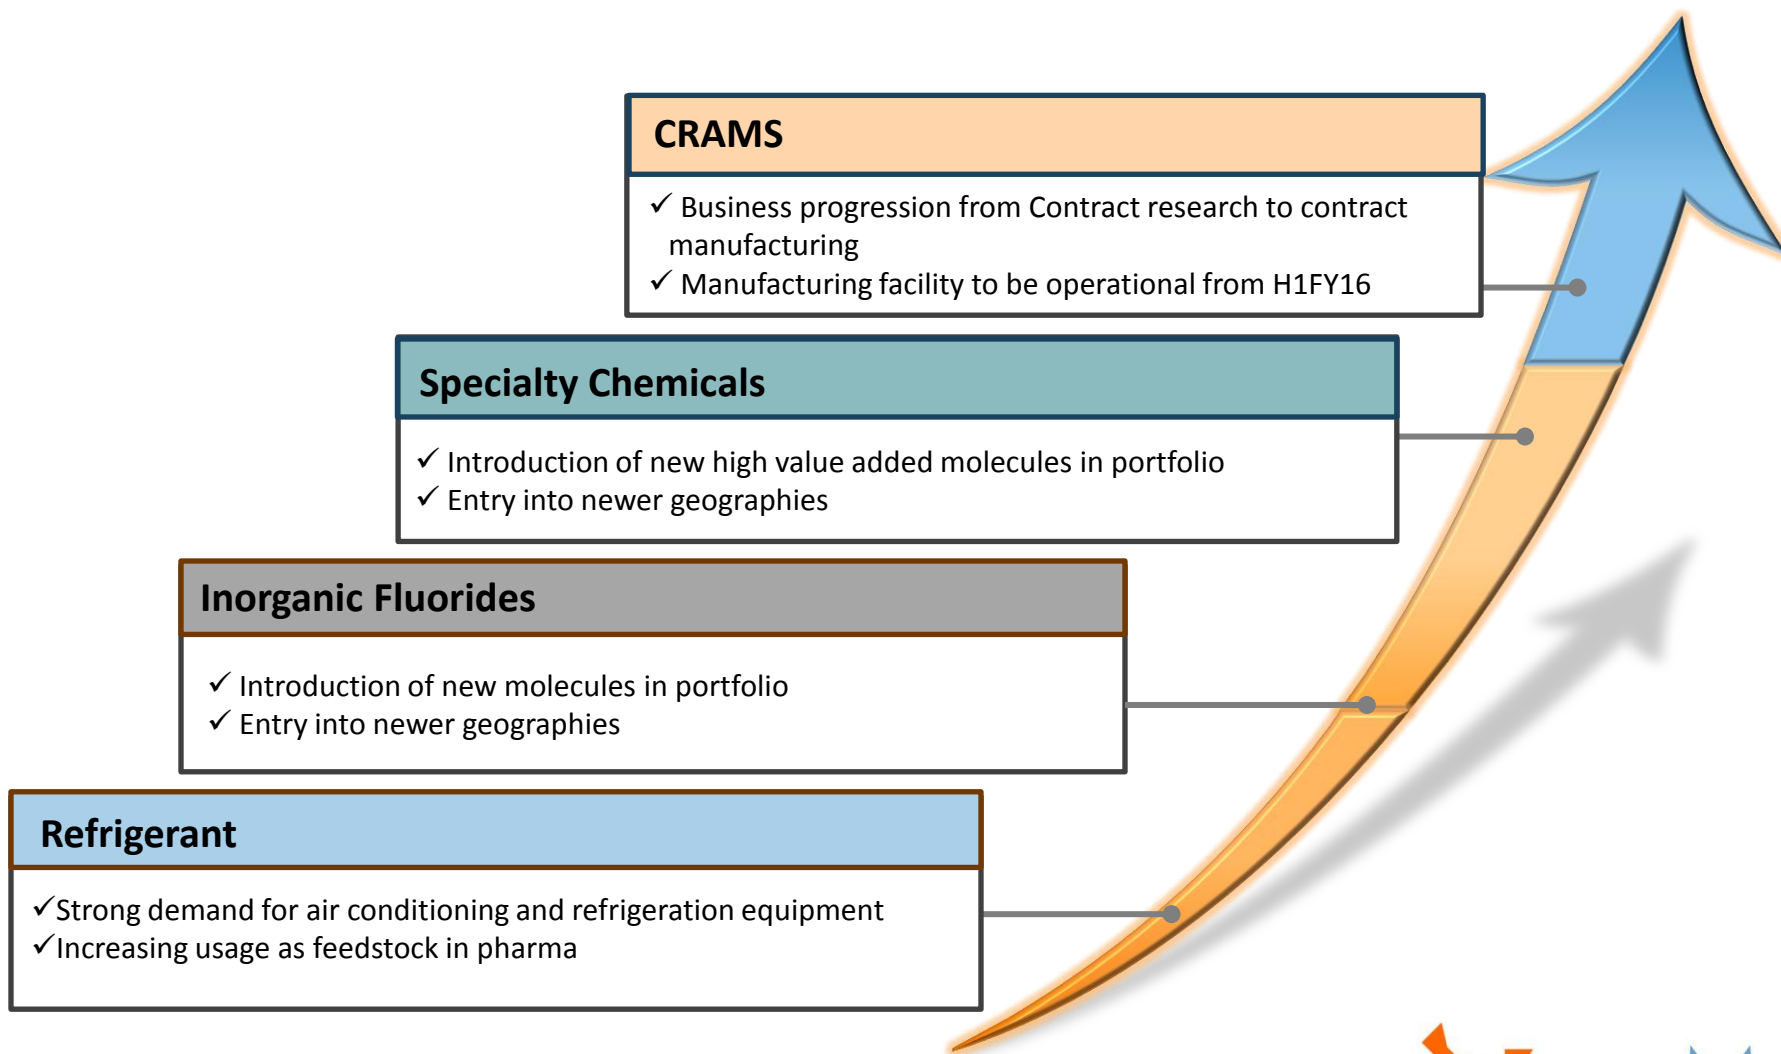 CRAMS
✓ Business progression from Contract research to contract
manufacturing
✓ Manufacturing facility to be operational from H1FY16
Specialty Chemicals
✓ Introduction of new high value added molecules in portfolio
✓ Entry into newer geographies
Inorganic Fluorides
✓ Introduction of new molecules in portfolio
✓ Entry into newer geographies
Refrigerant
✓Strong demand for air conditioning and refrigeration equipment
✓Increasing usage as feedstock in pharma